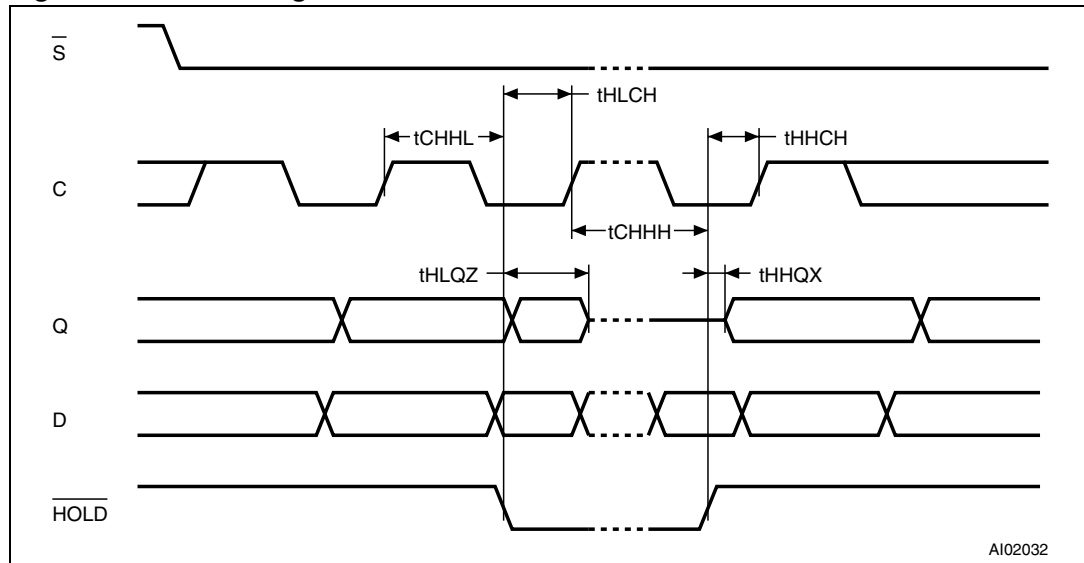 S
tHLCH
tCHHL
tHHCH
C
tCHHH
tHLQZ
tHHQX
Q
D
HOLD
AI02032